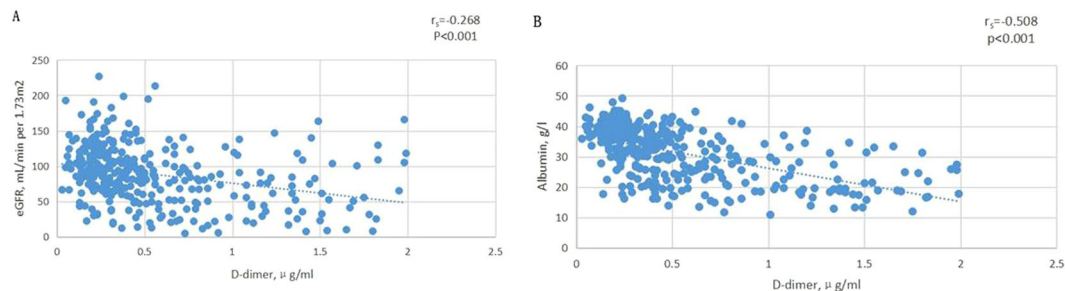 A
rs=-0.268
P<0.001
250
200
150
100
50
0
0
0.5
1
1.5
2
2.5
eGFR, mL/min per 1.73m2
D-dimer, μ g/ml
B
rs=-0.508
p<0.001
60
50
40
30
20
10
0
0
0.5
1
1.5
2
2.5
Albumin, g/l
D-dimer, μ g/ml